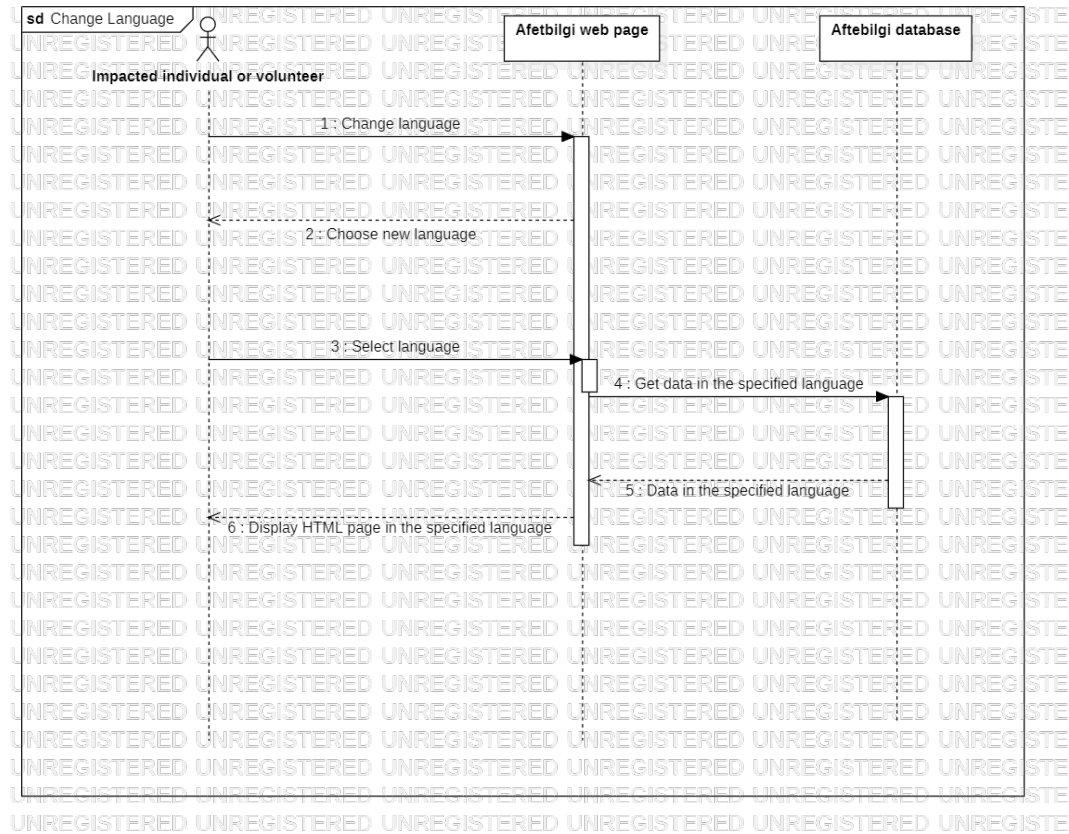 sd Change Language
Afetbilgi web page
Aftebilgi database
Impacted individual or volunteer
1 : Change language
2 : Choose new language
3 : Select language
4 : Get data in the specified language
5 : Data in the specified language
6 : Display HTML page in the specified language
UNREGISTERED